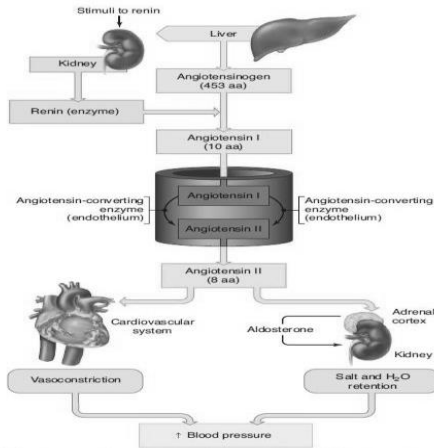 Stimuli to renin
Liver
Kidney
Angiotensinogen
(453 aa)
Renin (enzyme)
Angiotensin I
(10 aa)
Angiotensin-converting
enzyme
(endothelium)
Angiotensin I
Angiotensin II
Angiotensin-converting
enzyme
(endothelium)
Angiotensin II
(8 aa)
Cardiovascular
system
Adrenal
cortex
Aldosterone
Kidney
Vasoconstriction
Salt and H₂O
retention
↑ Blood pressure